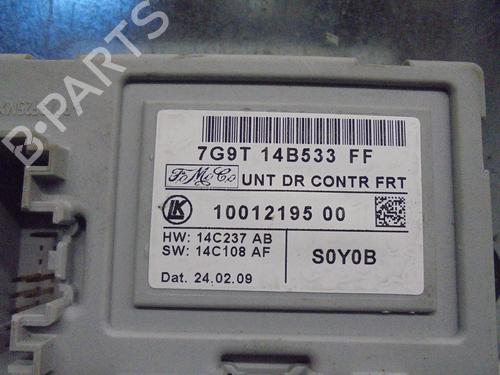 B-PARTS
7G9T 14B533 FF
FoMoCo UNT DR CONTR FRT
LK 10012195 00
HW: 14C237 AB
SW: 14C108 AF
S0Y0B
Dat. 24.02.09